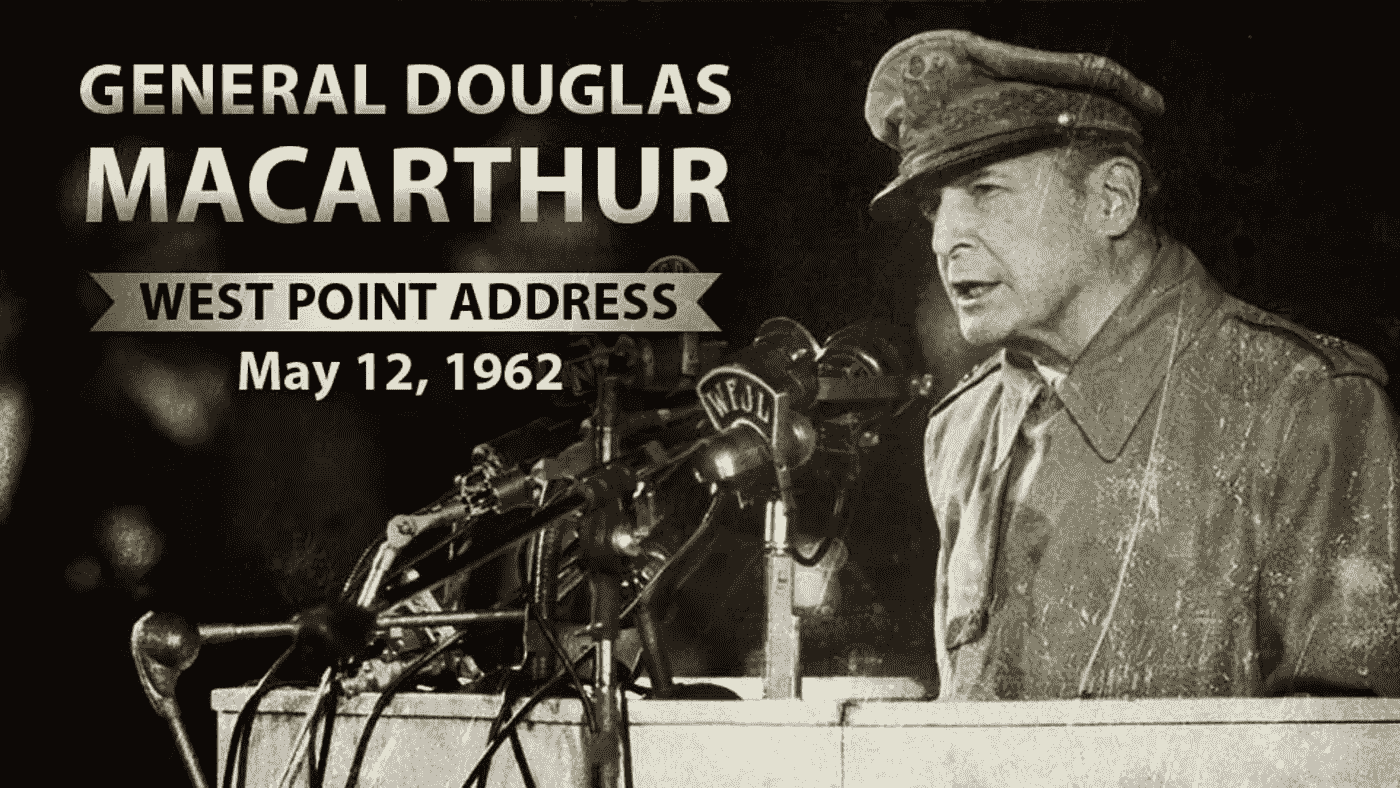 GENERAL DOUGLAS
MACARTHUR
WEST POINT ADDRESS
May 12, 1962
WFJL